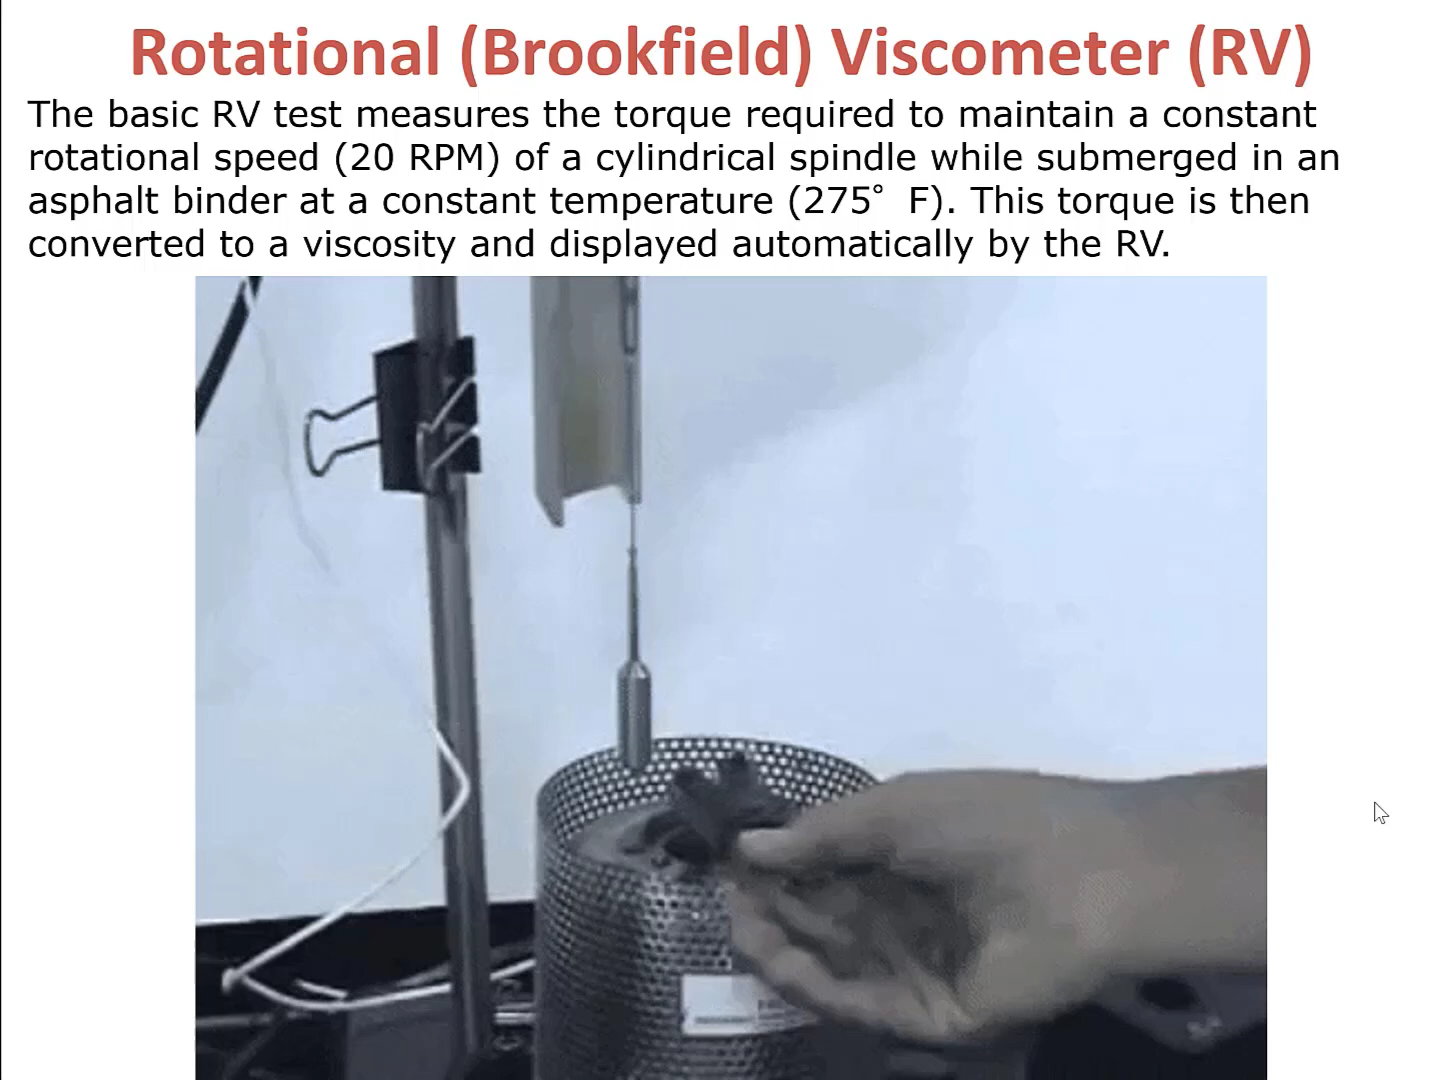 Rotational (Brookfield) Viscometer (RV)
The basic RV test measures the torque required to maintain a constant
rotational speed (20 RPM) of a cylindrical spindle while submerged in an
asphalt binder at a constant temperature (275° F). This torque is then
converted to a viscosity and displayed automatically by the RV.